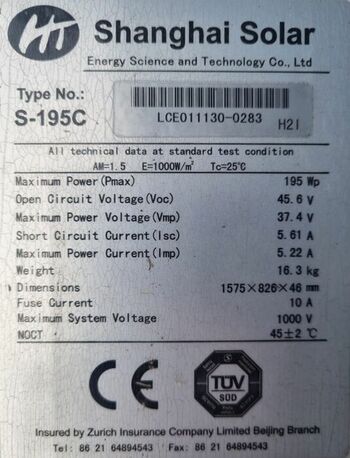 HT Shanghai Solar
Energy Science and Technology Co., Ltd
Type No.:
S-195C
LCE011130-0283 H2I
All technical data at standard test condition
AM=1.5 E=1000W/㎡ Tc=25℃
Maximum Power(Pmax) 195 Wp
Open Circuit Voltage(Voc) 45.6 V
Maximum Power Voltage(Vmp) 37.4 V
Short Circuit Current(Isc) 5.61 A
Maximum Power Current(Imp) 5.22 A
Weight 16.3 kg
Dimensions 1575×826×46 mm
Fuse Current 10 A
Maximum System Voltage 1000 V
NOCT 45±2 ℃
CE
TÜV
SÜD
Insured by Zurich Insurance Company Limited Beijing Branch
Tel: 86 21 64894543 Fax: 86 21 64894543